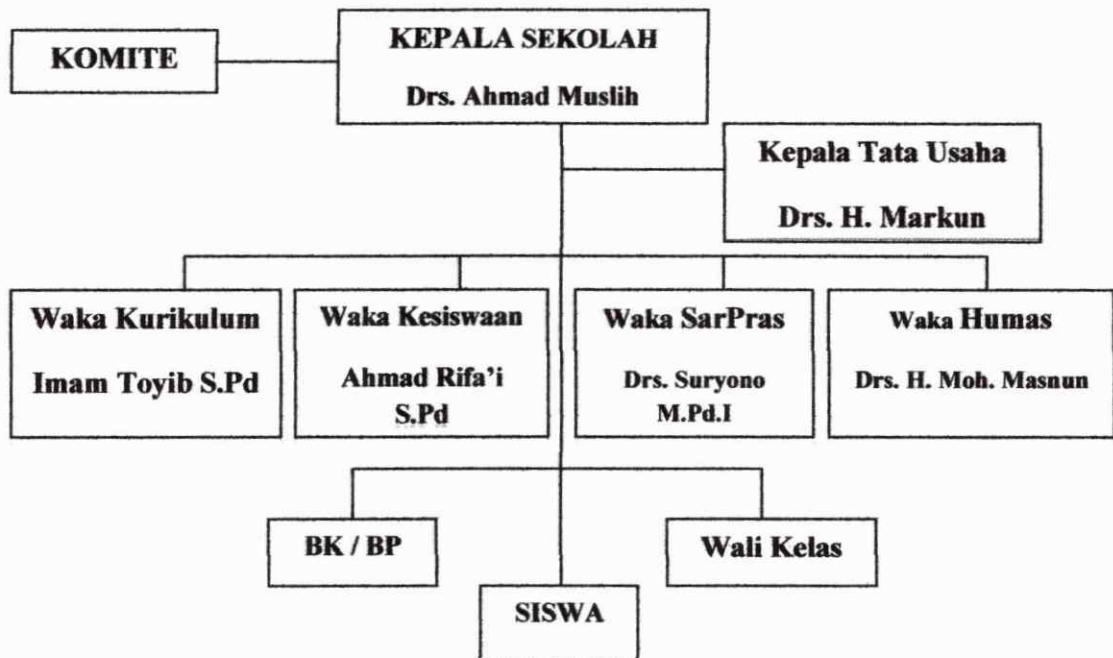 KOMITE
KEPALA SEKOLAH
Drs. Ahmad Muslih
Kepala Tata Usaha
Drs. H. Markun
Waka Kurikulum
Imam Toyib S.Pd
Waka Kesiswaan
Ahmad Rifa'i
S.Pd
Waka SarPras
Drs. Suryono
M.Pd.I
Waka Humas
Drs. H. Moh. Masnun
BK / BP
Wali Kelas
SISWA